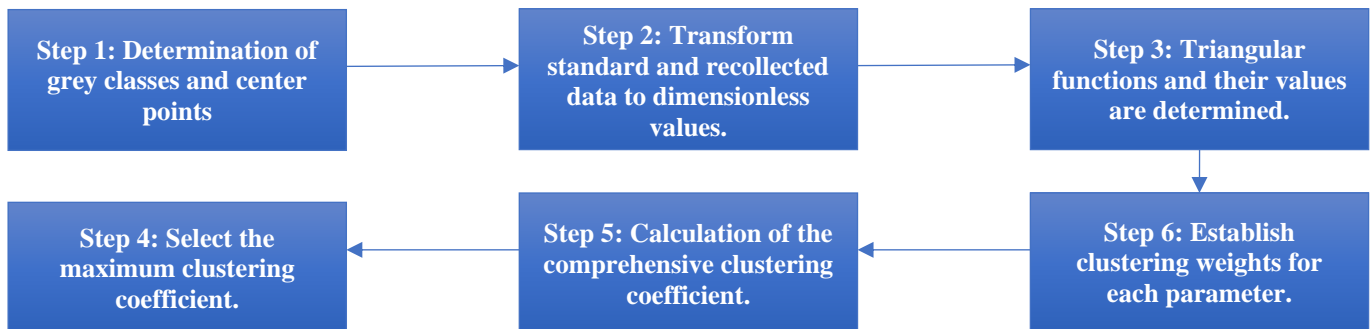 Step 1: Determination of
grey classes and center
points
Step 2: Transform
standard and recollected
data to dimensionless
values.
Step 3: Triangular
functions and their values
are determined.
Step 4: Select the
maximum clustering
coefficient.
Step 5: Calculation of the
comprehensive clustering
coefficient.
Step 6: Establish
clustering weights for
each parameter.